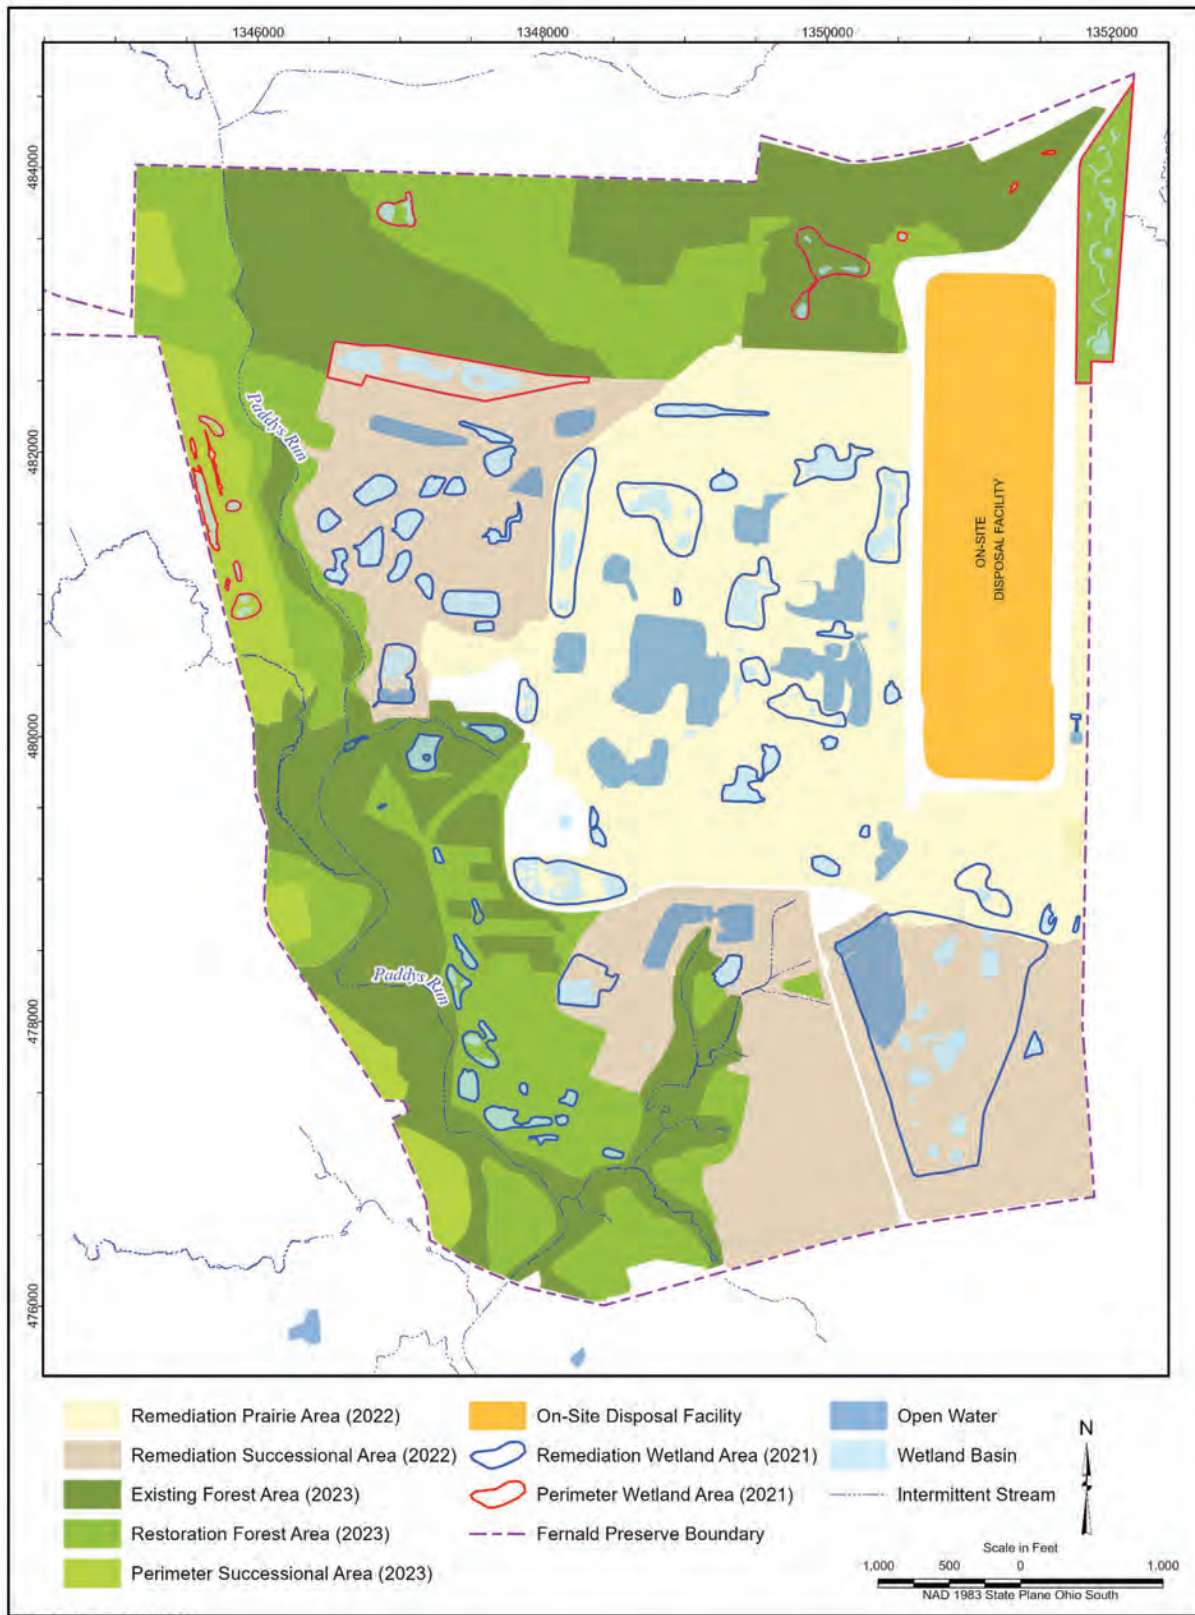 1346000 1348000 1350000 1352000
484000
482000
480000
478000
476000
Paddys Run
ON-SITE
DISPOSAL FACILITY
Paddys Run
Remediation Prairie Area (2022)
Remediation Successional Area (2022)
Existing Forest Area (2023)
Restoration Forest Area (2023)
Perimeter Successional Area (2023)
On-Site Disposal Facility
Remediation Wetland Area (2021)
Perimeter Wetland Area (2021)
Fernald Preserve Boundary
Open Water
Wetland Basin
Intermittent Stream
N
Scale in Feet
1,000 500 0 1,000
NAD 1983 State Plane Ohio South